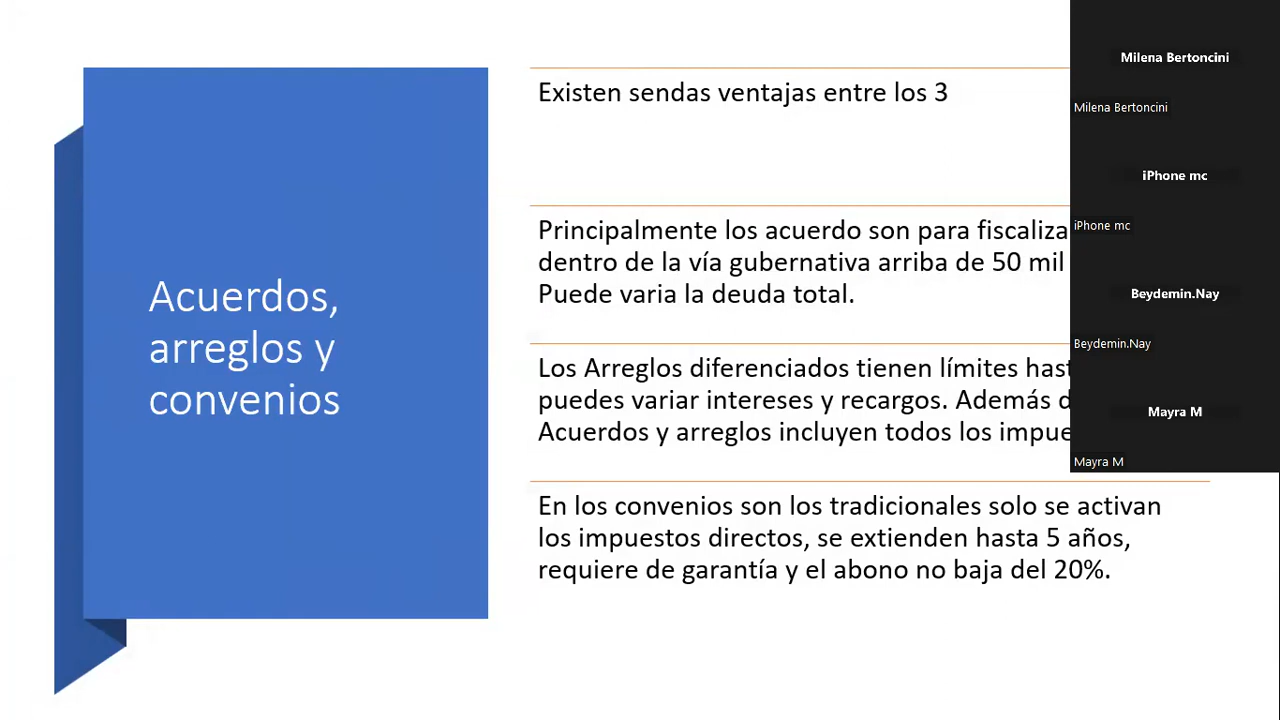 Acuerdos,
arreglos y
convenios
Existen sendas ventajas entre los 3
Principalmente los acuerdo son para
dentro de la vía gubernativa arriba de 50 mil
Puede varia la deuda total.
Los Arreglos diferenciados tienen límites
puedes variar intereses y recargos. Además
Acuerdos y arreglos incluyen todos los
En los convenios son los tradicionales solo se activan
los impuestos directos, se extienden hasta 5 años,
requiere de garantía y el abono no baja del 20%.
Milena Bertoncini
Milena Bertoncini
iPhone mc
iPhone mc
Beydemin.Nay
Beydemin.Nay
Mayra M
Mayra M